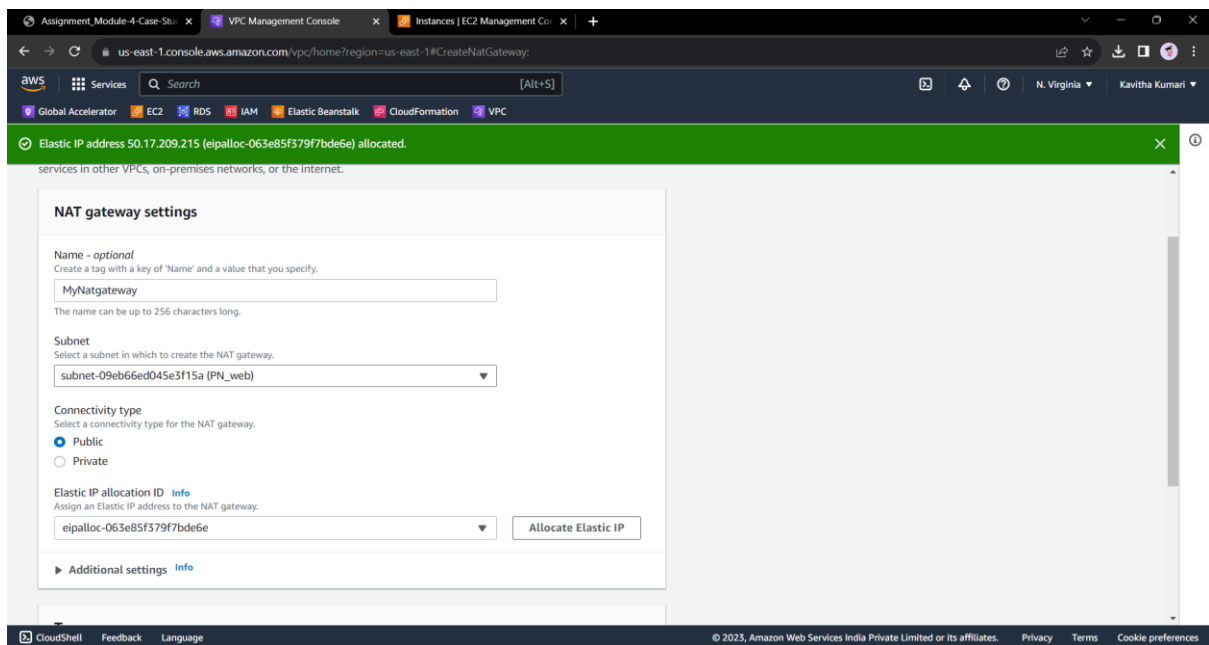 Assignment_Module-4-Case-Stu
VPC Management Console
Instances | EC2 Management Co
us-east-1.console.aws.amazon.com/vpc/home?region=us-east-1#CreateNatGateway:
aws
Services
Search
[Alt+S]
N. Virginia
Kavitha Kumari
Global Accelerator
EC2
RDS
IAM
Elastic Beanstalk
CloudFormation
VPC
Elastic IP address 50.17.209.215 (eipalloc-063e85f379f7bde6e) allocated.
services in other VPCs, on-premises networks, or the internet.
NAT gateway settings
Name - optional
Create a tag with a key of 'Name' and a value that you specify.
MyNatgateway
The name can be up to 256 characters long.
Subnet
Select a subnet in which to create the NAT gateway.
subnet-09eb66ed045e3f15a (PN_web)
Connectivity type
Select a connectivity type for the NAT gateway.
Public
Private
Elastic IP allocation ID Info
Assign an Elastic IP address to the NAT gateway.
eipalloc-063e85f379f7bde6e
Allocate Elastic IP
Additional settings Info
CloudShell
Feedback
Language
© 2023, Amazon Web Services India Private Limited or its affiliates.
Privacy
Terms
Cookie preferences